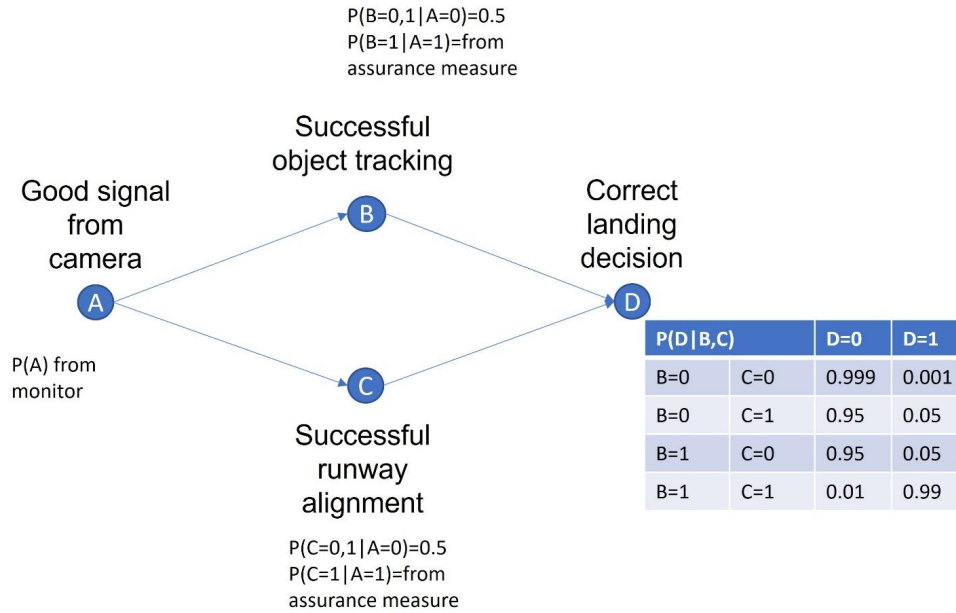 P(B=0,1|A=0)=0.5
P(B=1|A=1)=from
assurance measure
Successful
object tracking
Good signal
from
camera
B
Correct
landing
decision
A
D
P(A) from
monitor
C
Successful
runway
alignment
P(C=0,1|A=0)=0.5
P(C=1|A=1)=from
assurance measure
P(D|B,C) D=0 D=1
B=0 C=0 0.999 0.001
B=0 C=1 0.95 0.05
B=1 C=0 0.95 0.05
B=1 C=1 0.01 0.99